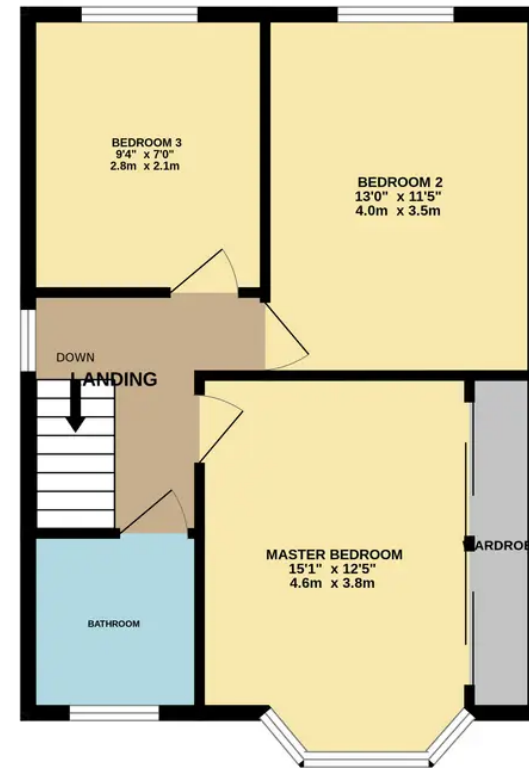 BEDROOM 3
9'4" x 7'0"
2.8m x 2.1m
BEDROOM 2
13'0" x 11'5"
4.0m x 3.5m
DOWN
LANDING
MASTER BEDROOM
15'1" x 12'5"
4.6m x 3.8m
WARDROB
BATHROOM